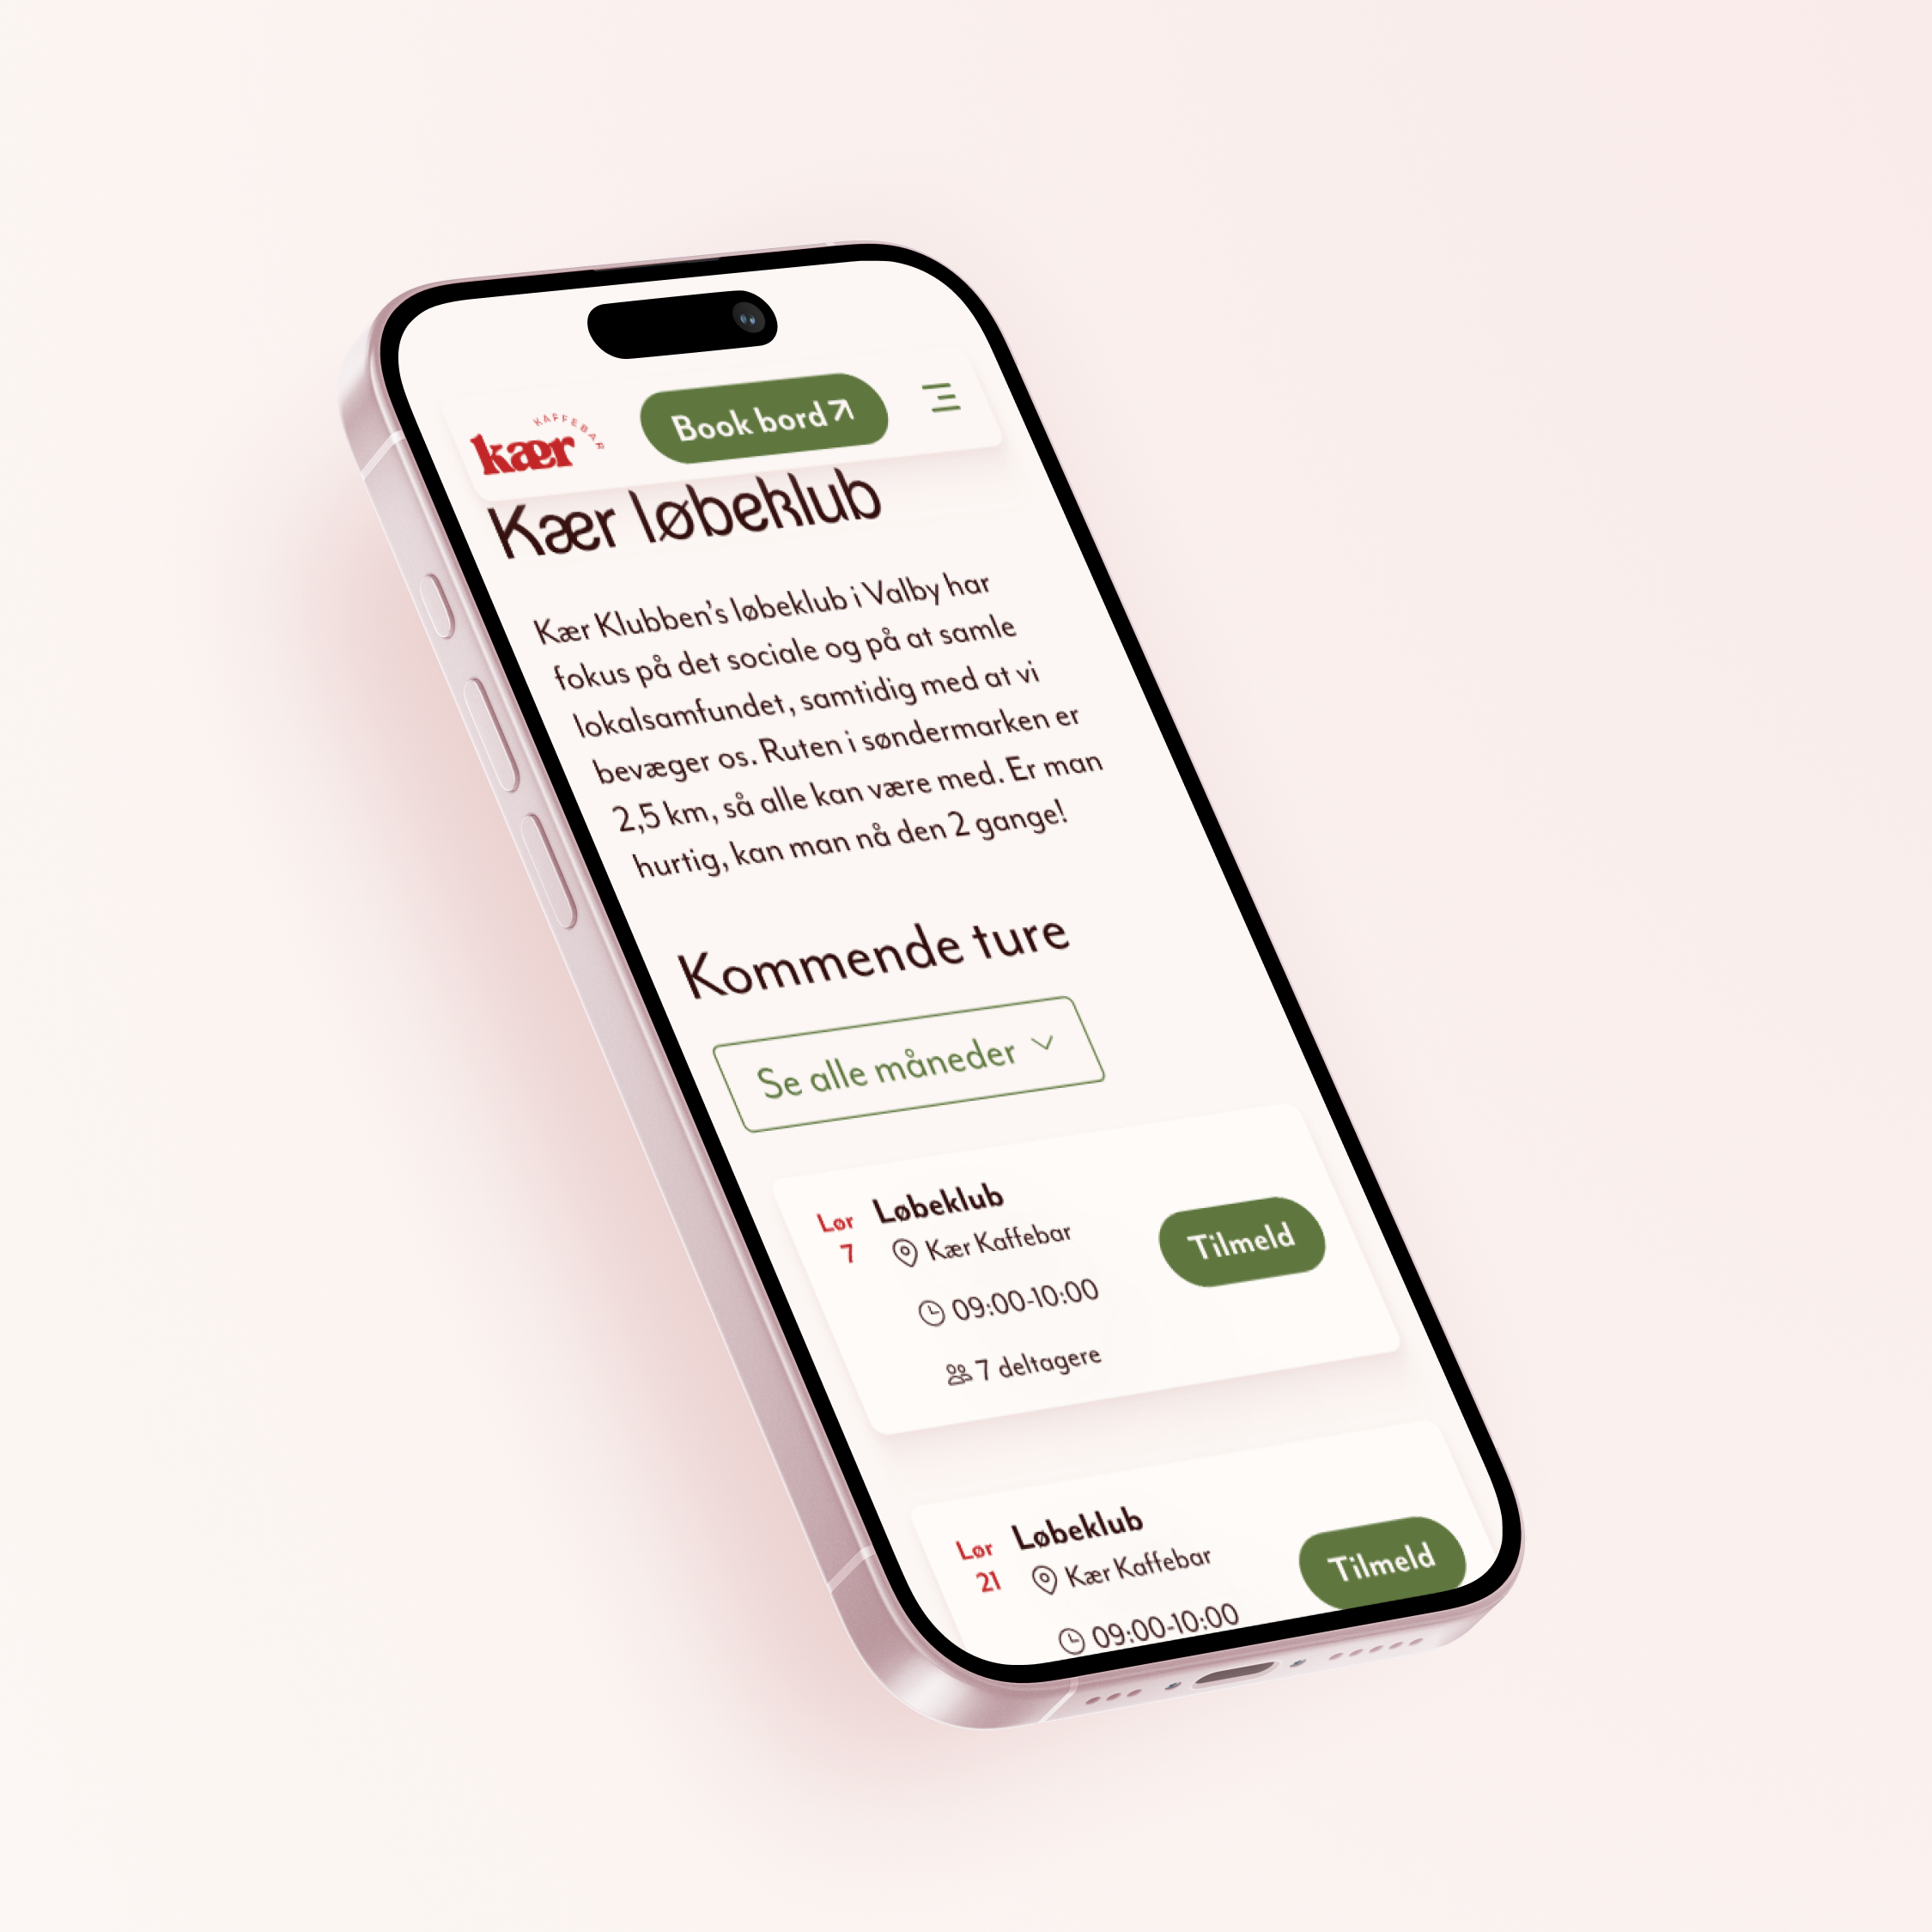 KAFFEBAR
kær
Book bord
Kær løbeklub
Kær Klubben's løbeklub i Valby har
fokus på det sociale og på at samle
lokalsamfundet, samtidig med at vi
bevæger os. Ruten i søndermarken er
2,5 km, så alle kan være med. Er man
hurtig, kan man nå den 2 gange!
Kommende ture
Se alle måneder
Lør
7
Løbeklub
Kær Kaffebar
09:00-10:00
7 deltagere
Tilmeld
Lør
21
Løbeklub
Kær Kaffebar
09:00-10:00
Tilmeld